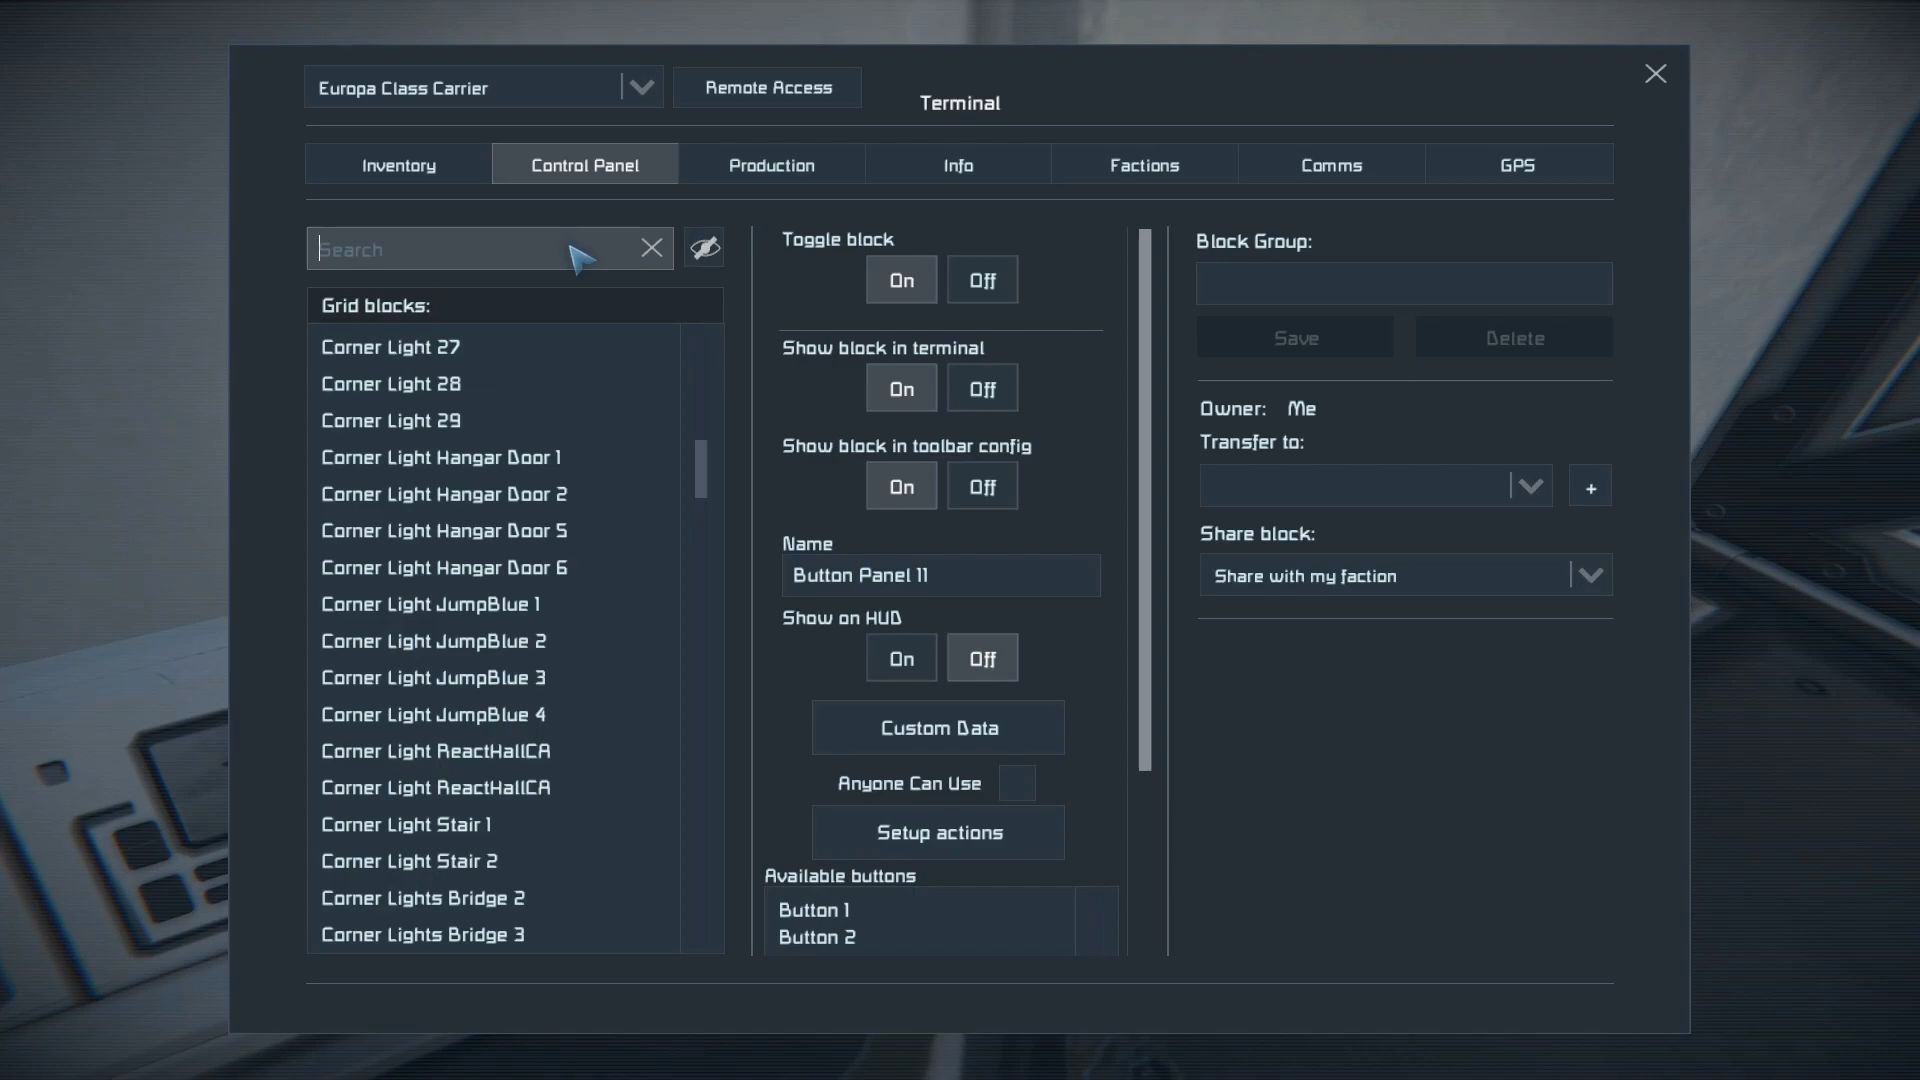 Europa Class Carrier
Remote Access
Terminal
Inventory
Control Panel
Production
Info
Factions
Comms
GPS
Search
Grid blocks:
Corner Light 27
Corner Light 28
Corner Light 29
Corner Light Hangar Door 1
Corner Light Hangar Door 2
Corner Light Hangar Door 5
Corner Light Hangar Door 6
Corner Light JumpBlue 1
Corner Light JumpBlue 2
Corner Light JumpBlue 3
Corner Light JumpBlue 4
Corner Light ReactHallCA
Corner Light ReactHallCA
Corner Light Stair 1
Corner Light Stair 2
Corner Lights Bridge 2
Corner Lights Bridge 3
Toggle block
On
Off
Show block in terminal
On
Off
Show block in toolbar config
On
Off
Name
Button Panel 11
Show on HUD
On
Off
Custom Data
Anyone Can Use
Setup actions
Available buttons
Button 1
Button 2
Block Group:
Save
Delete
Owner: Me
Transfer to:
+
Share block:
Share with my faction